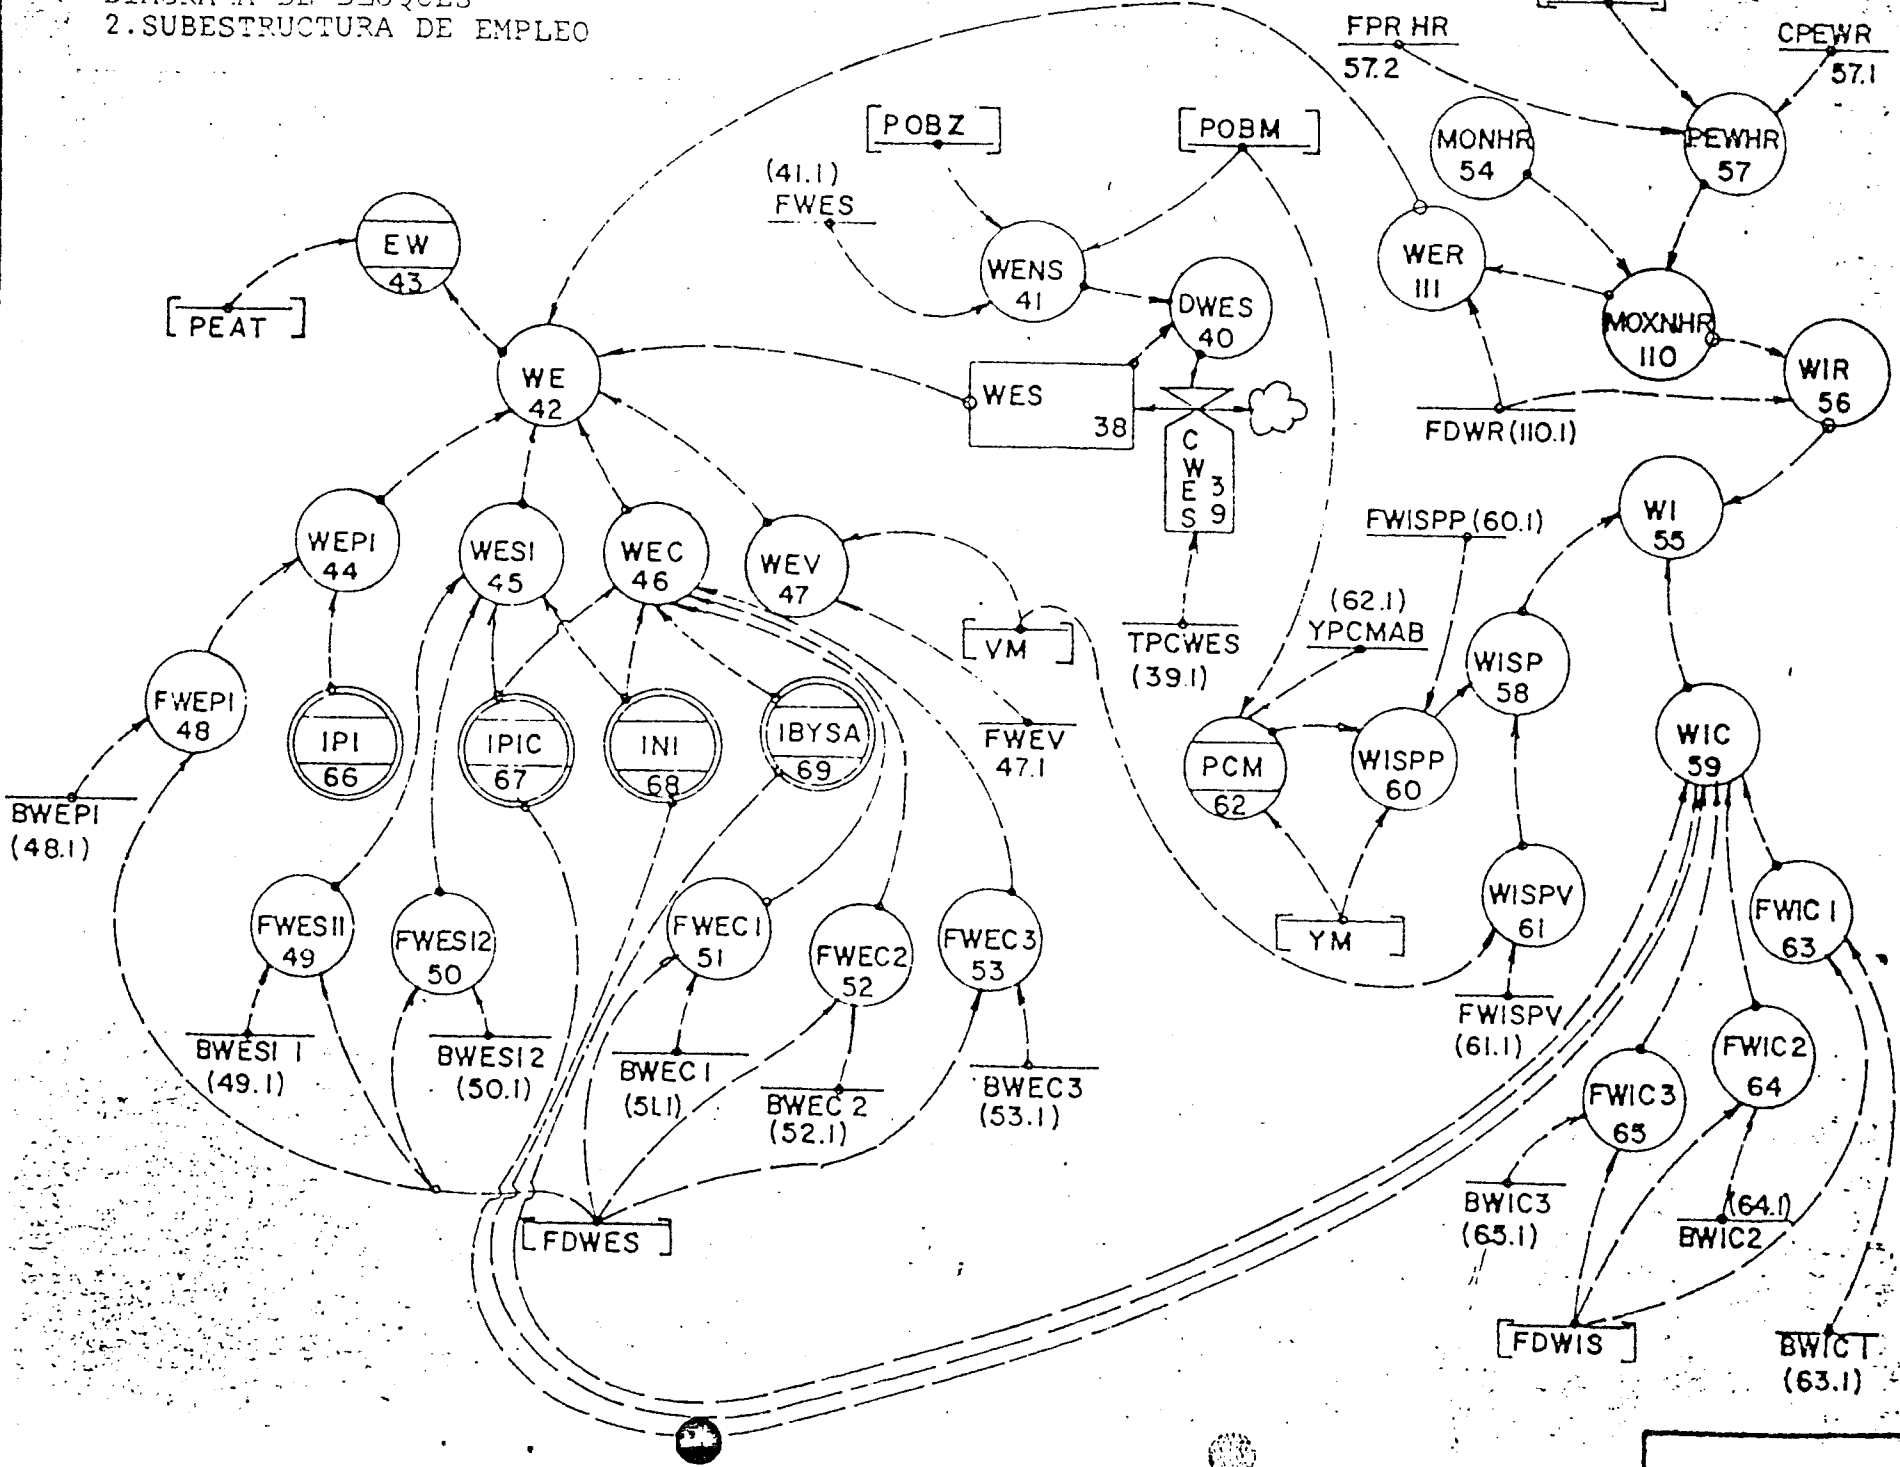 DIAGRAMA DE BLOQUES
2.SUBESTRUCTURA DE EMPLEO
FPR HR
57.2
CPEWR
57.1
[POBZ]
[POBM]
MONHR
54
PEWHR
57
(41.1)
FWES
EW
43
WENS
41
DWES
40
WER
111
MOXNHR
110
WIR
56
[PEAT]
WE
42
WES
38
CWES
39
FDWR(110.1)
WEPI
44
WESI
45
WEC
46
WEV
47
FWISPP(60.1)
WI
55
[VM]
TPCWES
(39.1)
(62.1)
YPCMAB
WISP
58
FWEPI
48
IPI
66
IPIC
67
INI
68
IBYSA
69
FWEV
47.1
PCM
62
WISPP
60
WIC
59
BWEPI
(48.1)
FWESI1
49
FWESI2
50
FWEC1
51
FWEC2
52
FWEC3
53
[YM]
WISPV
61
FWIC1
63
BWESI 1
(49.1)
BWESI2
(50.1)
BWEC1
(51.1)
BWEC 2
(52.1)
BWEC3
(53.1)
FWISPV
(61.1)
FWIC2
64
FWIC3
65
BWIC3
(65.1)
(64.1)
BWIC2
[FDWES]
[FDWIS]
BWIC1
(63.1)